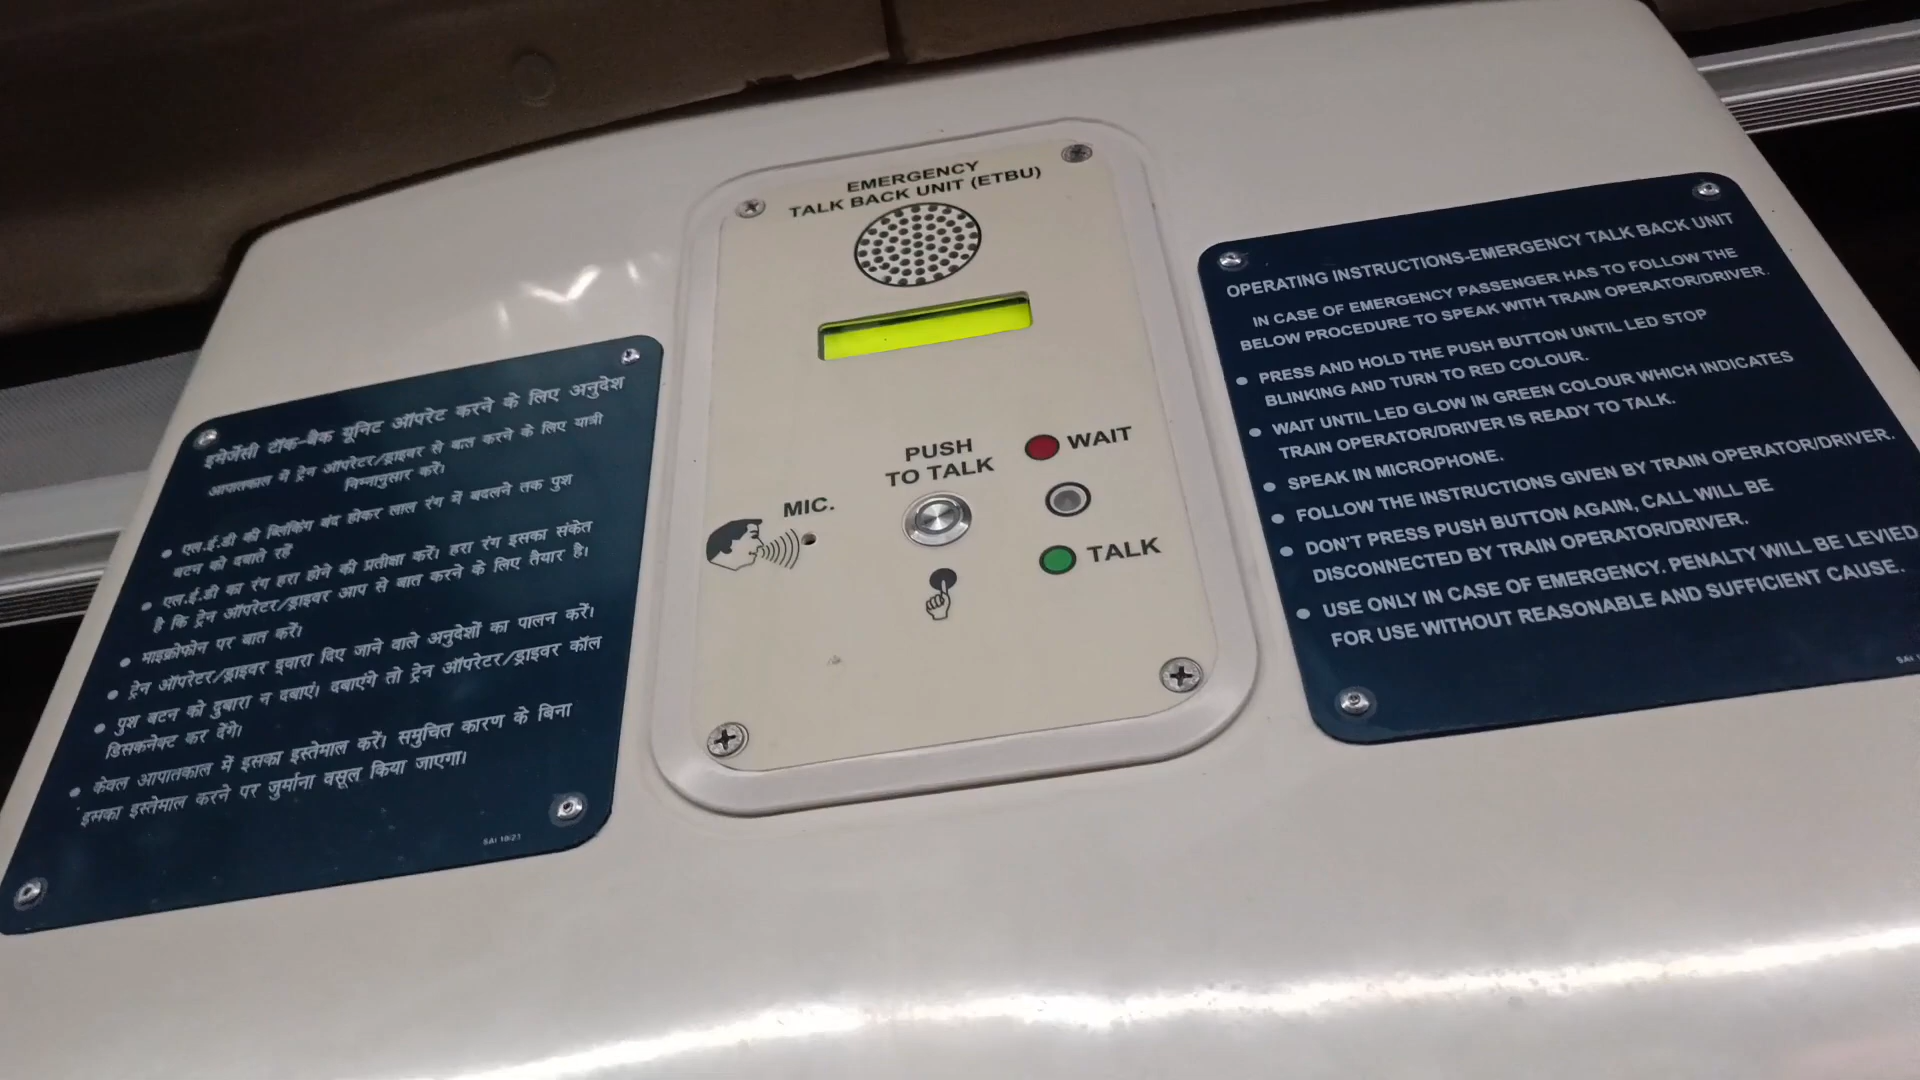 इमेर्जेसी टॉक-बैक यूनिट ऑपरेट करने के लिए अनुदेश
आपातकाल में ट्रेन ऑपरेटर/ड्राइवर से बात करने के लिए यात्री
निम्नानुसार करें।
• एल.ई.डी की ब्लिंकिंग बंद होकर लाल रंग में बदलने तक पुश
बटन को दबाते रहें
• एल.ई.डी का रंग हरा होने की प्रतीक्षा करें। हरा रंग इसका संकेत
है कि ट्रेन ऑपरेटर/ड्राइवर आप से बात करने के लिए तैयार है।
• माइक्रोफोन पर बात करें।
• ट्रेन ऑपरेटर/ड्राइवर द्वारा दिए जाने वाले अनुदेशों का पालन करें।
• पुश बटन को दुबारा न दबाएं। दबाएंगे तो ट्रेन ऑपरेटर/ड्राइवर कॉल
डिसकनेक्ट कर देंगे।
• केवल आपातकाल में इसका इस्तेमाल करें। समुचित कारण के बिना
इसका इस्तेमाल करने पर जुर्माना वसूल किया जाएगा।
SAI 10/23
EMERGENCY
TALK BACK UNIT (ETBU)
PUSH
TO TALK
WAIT
MIC.
TALK
OPERATING INSTRUCTIONS-EMERGENCY TALK BACK UNIT
IN CASE OF EMERGENCY PASSENGER HAS TO FOLLOW THE
BELOW PROCEDURE TO SPEAK WITH TRAIN OPERATOR/DRIVER.
• PRESS AND HOLD THE PUSH BUTTON UNTIL LED STOP
BLINKING AND TURN TO RED COLOUR.
• WAIT UNTIL LED GLOW IN GREEN COLOUR WHICH INDICATES
TRAIN OPERATOR/DRIVER IS READY TO TALK.
• SPEAK IN MICROPHONE.
• FOLLOW THE INSTRUCTIONS GIVEN BY TRAIN OPERATOR/DRIVER.
• DON'T PRESS PUSH BUTTON AGAIN, CALL WILL BE
DISCONNECTED BY TRAIN OPERATOR/DRIVER.
• USE ONLY IN CASE OF EMERGENCY. PENALTY WILL BE LEVIED
FOR USE WITHOUT REASONABLE AND SUFFICIENT CAUSE.
SAI